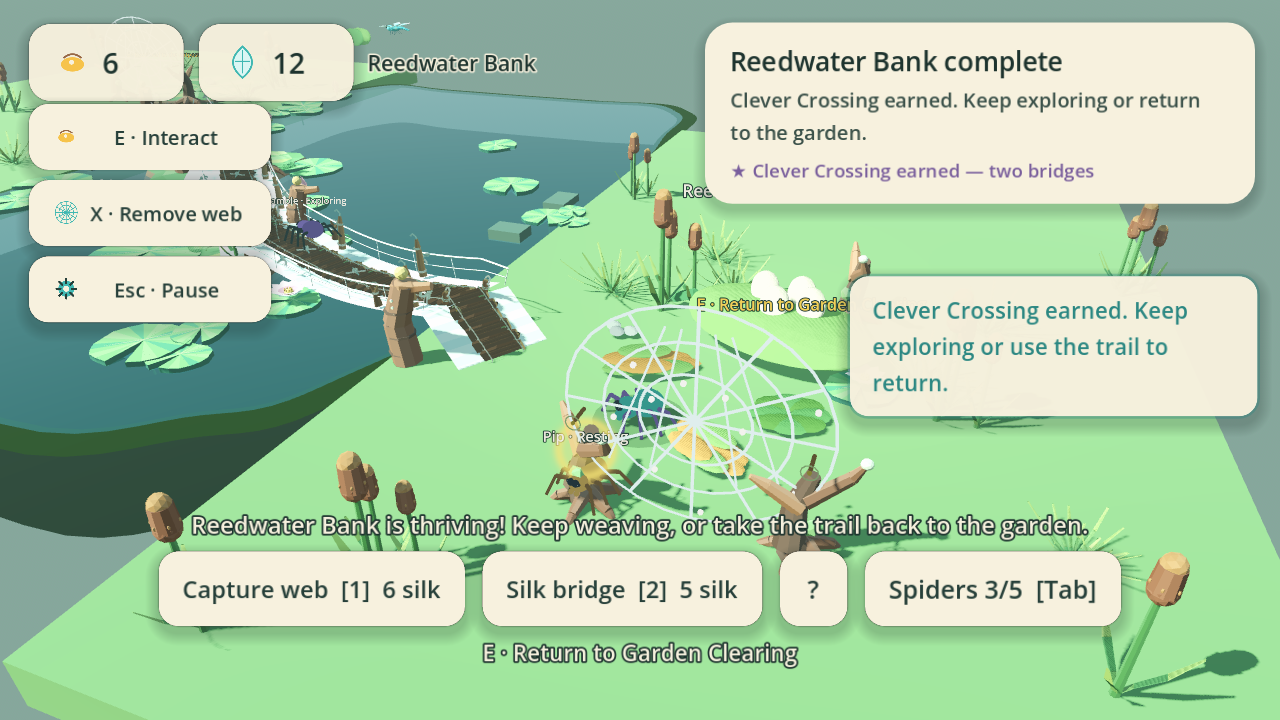 6
12
Reedwater Bank
E · Interact
X · Remove web
Esc · Pause
Reedwater Bank complete
Clever Crossing earned. Keep exploring or return
to the garden.
★ Clever Crossing earned — two bridges
· Exploring
E · Return to
Clever Crossing earned. Keep
exploring or use the trail to
return.
Pip · Resting
Reedwater Bank is thriving! Keep weaving, or take the trail back to the garden.
Capture web [1] 6 silk
Silk bridge [2] 5 silk
?
Spiders 3/5 [Tab]
E · Return to Garden Clearing